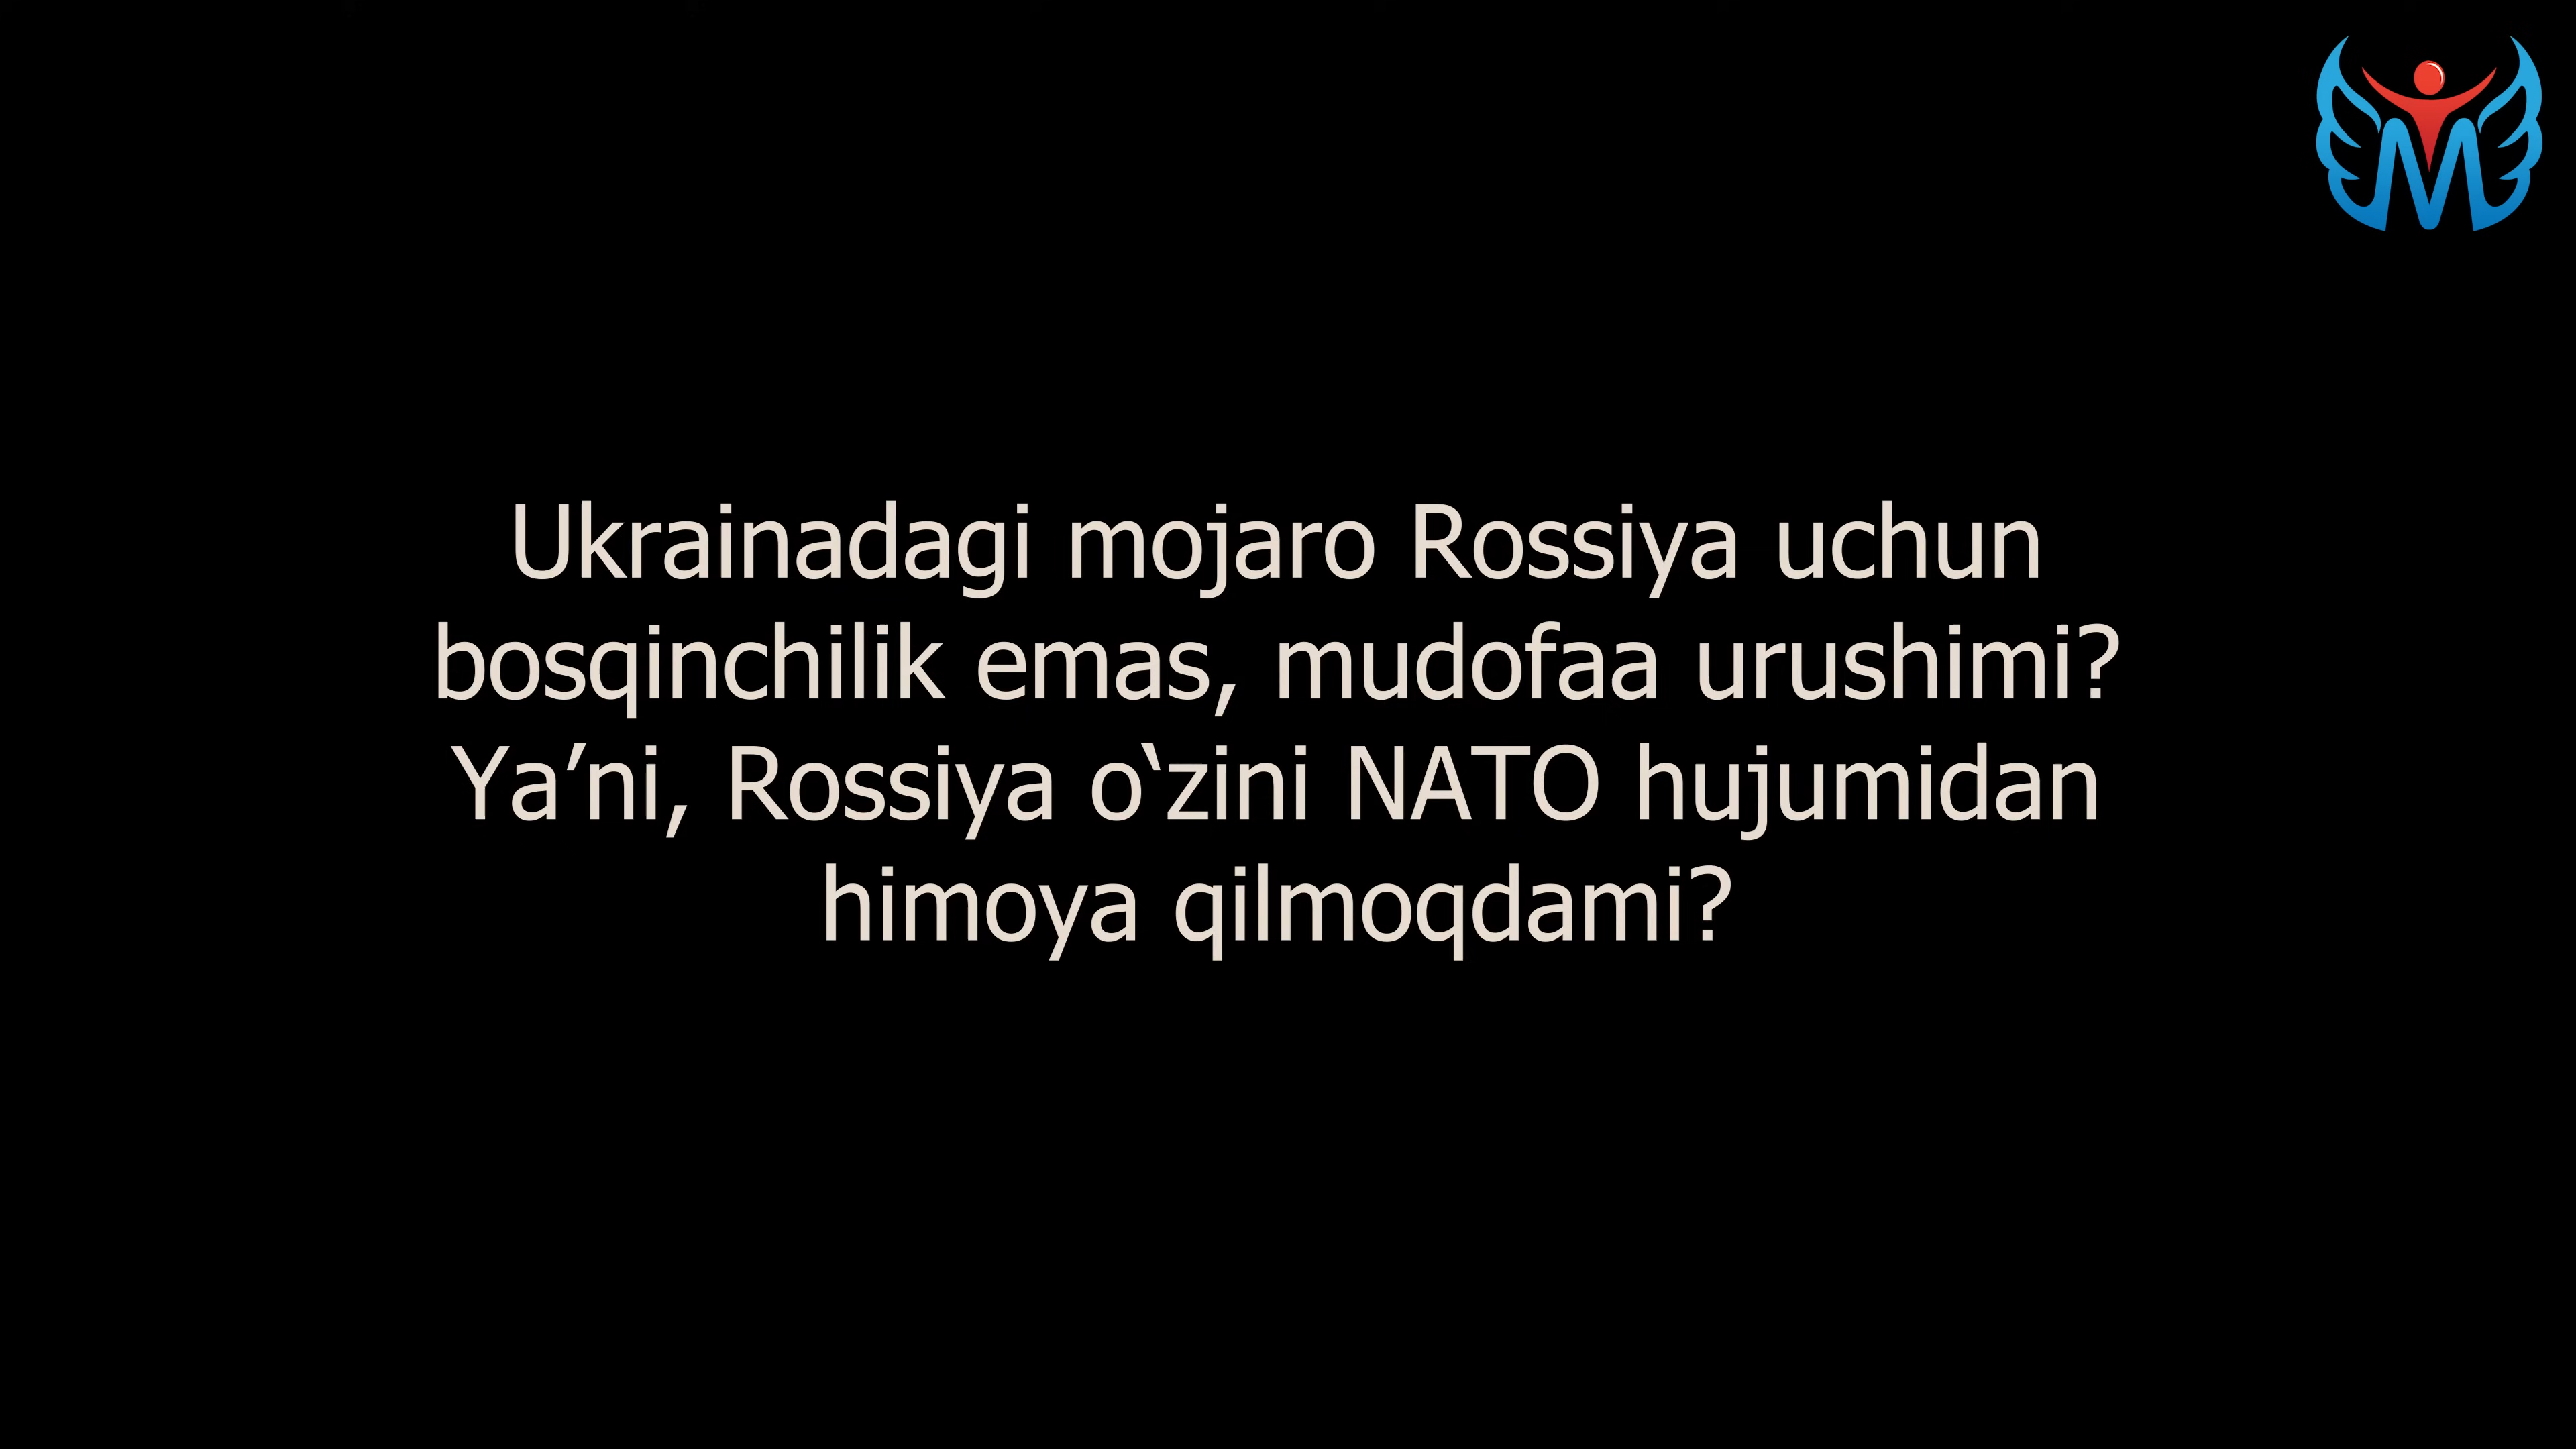 Ukrainadagi mojaro Rossiya uchun
bosqinchilik emas, mudofaa urushimi?
Ya’ni, Rossiya o‘zini NATO hujumidan
himoya qilmoqdami?